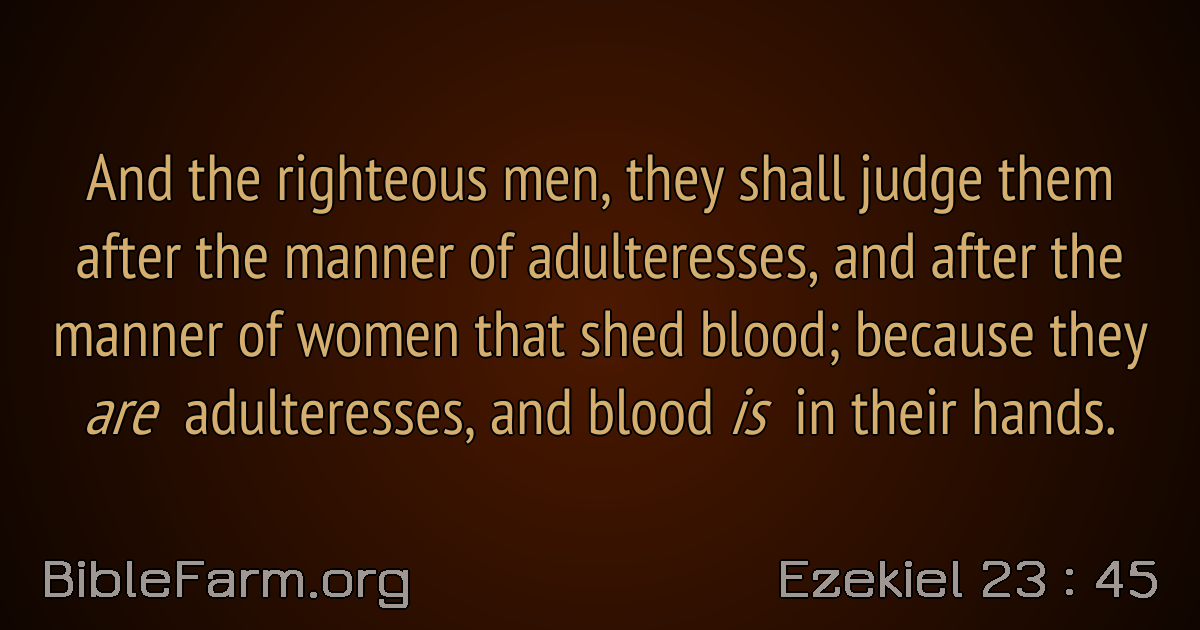 And the righteous men, they shall judge them
after the manner of adulteresses, and after the
manner of women that shed blood; because they
are adulteresses, and blood is in their hands.
BibleFarm.org
Ezekiel 23 : 45